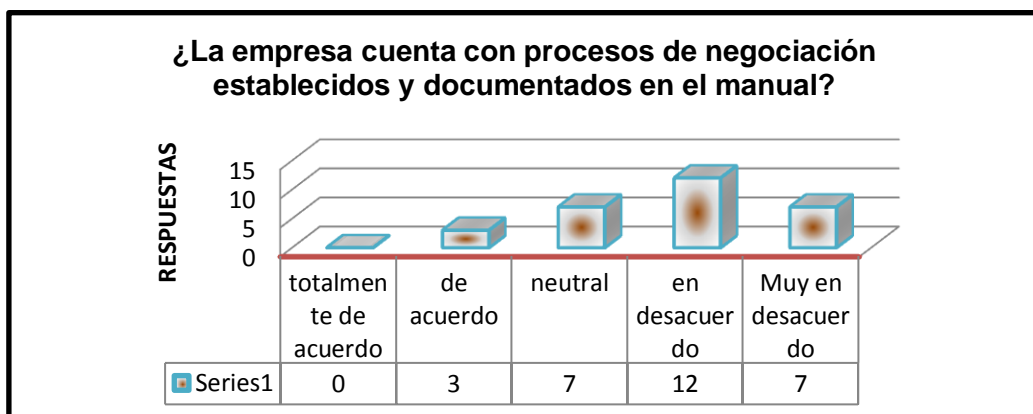 ¿La empresa cuenta con procesos de negociación
establecidos y documentados en el manual?
RESPUESTAS
15
10
5
0
totalmen
te de
acuerdo
de
acuerdo
neutral
en
desacuer
do
Muy en
desacuer
do
Series1 0 3 7 12 7